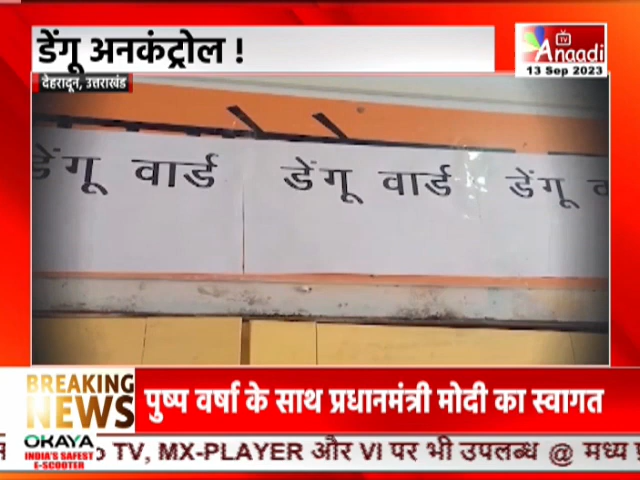 डेंगू अनकंट्रोल !
TV
Anaadi
13 Sep 2023
देहरादून, उत्तराखंड
डेंगू वार्ड डेंगू वार्ड डेंगू
BREAKING NEWS
पुष्प वर्षा के साथ प्रधानमंत्री मोदी का स्वागत
OKAYA
INDIA'S SAFEST
E-SCOOTER
TV, MX-PLAYER और VI पर भी उपलब्ध @ मध्य